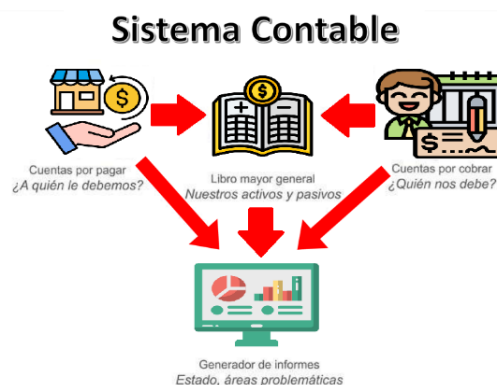 Sistema Contable
Cuentas por pagar
¿A quién le debemos?
Libro mayor general
Nuestros activos y pasivos
Cuentas por cobrar
¿Quién nos debe?
Generador de informes
Estado, áreas problemáticas